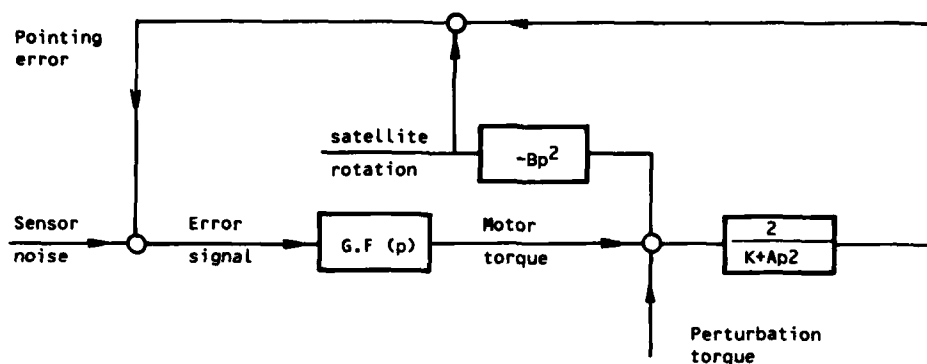 Pointing
error
satellite
rotation
-Bp²
Sensor
noise
Error
signal
G.F (p)
Motor
torque
2
K+Ap2
Perturbation
torque